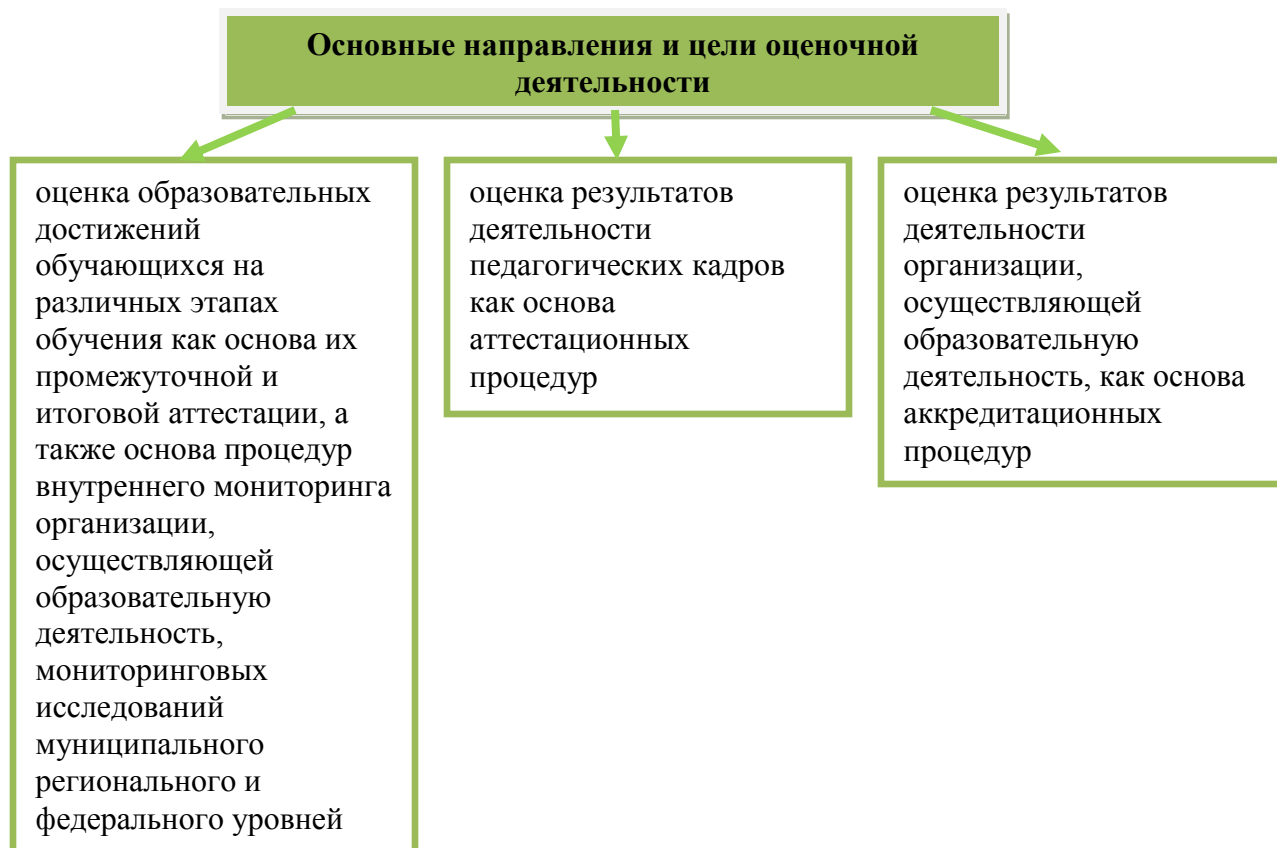 Основные направления и цели оценочной
деятельности
оценка образовательных
достижений
обучающихся на
различных этапах
обучения как основа их
промежуточной и
итоговой аттестации, а
также основа процедур
внутреннего мониторинга
организации,
осуществляющей
образовательную
деятельность,
мониторинговых
исследований
муниципального
регионального и
федерального уровней
оценка результатов
деятельности
педагогических кадров
как основа
аттестационных
процедур
оценка результатов
деятельности
организации,
осуществляющей
образовательную
деятельность, как основа
аккредитационных
процедур